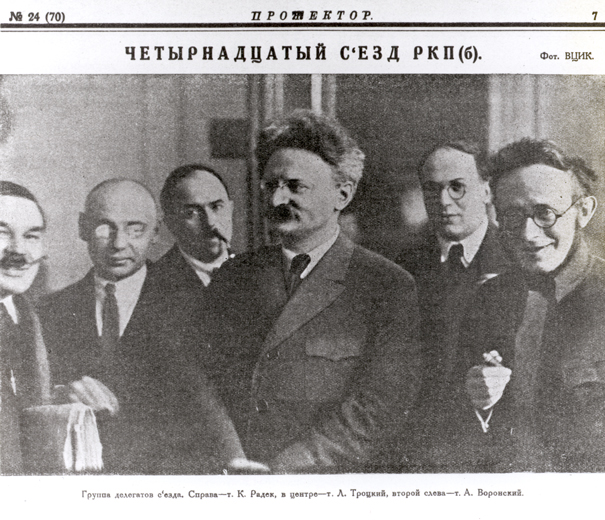 № 24 (70) ПРОЖЕКТОР. 7
ЧЕТЫРНАДЦАТЫЙ С‘ЕЗД РКП(б). Фот. ВЦИК.
Группа делегатов с‘езда. Справа—т. К. Радек, в центре—т. Л. Троцкий, второй слева—т. А. Воронский.